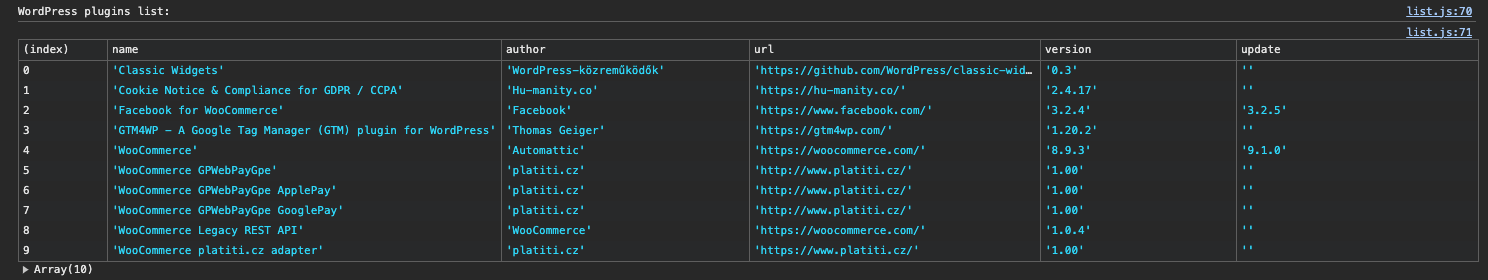 WordPress plugins list: list.js:70
list.js:71
(index) name author url version update
0 'Classic Widgets' 'WordPress-közreműködők' 'https://github.com/WordPress/classic-wid… '0.3' ''
1 'Cookie Notice & Compliance for GDPR / CCPA' 'Hu-manity.co' 'https://hu-manity.co/' '2.4.17' ''
2 'Facebook for WooCommerce' 'Facebook' 'https://www.facebook.com/' '3.2.4' '3.2.5'
3 'GTM4WP - A Google Tag Manager (GTM) plugin for WordPress' 'Thomas Geiger' 'https://gtm4wp.com/' '1.20.2' ''
4 'WooCommerce' 'Automattic' 'https://woocommerce.com/' '8.9.3' '9.1.0'
5 'WooCommerce GPWebPayGpe' 'platiti.cz' 'http://www.platiti.cz/' '1.00' ''
6 'WooCommerce GPWebPayGpe ApplePay' 'platiti.cz' 'http://www.platiti.cz/' '1.00' ''
7 'WooCommerce GPWebPayGpe GooglePay' 'platiti.cz' 'http://www.platiti.cz/' '1.00' ''
8 'WooCommerce Legacy REST API' 'WooCommerce' 'https://woocommerce.com/' '1.0.4' ''
9 'WooCommerce platiti.cz adapter' 'platiti.cz' 'https://www.platiti.cz/' '1.00' ''
▶ Array(10)